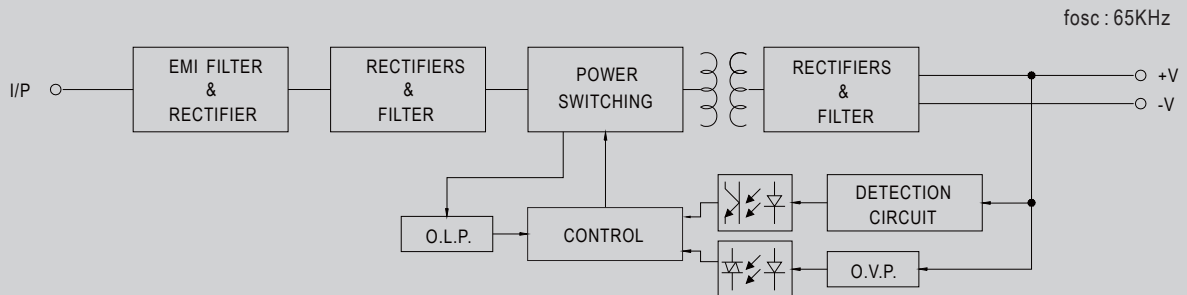 fosc : 65KHz
I/P
EMI FILTER
&
RECTIFIER
RECTIFIERS
&
FILTER
POWER
SWITCHING
RECTIFIERS
&
FILTER
+V
-V
O.L.P.
CONTROL
DETECTION
CIRCUIT
O.V.P.